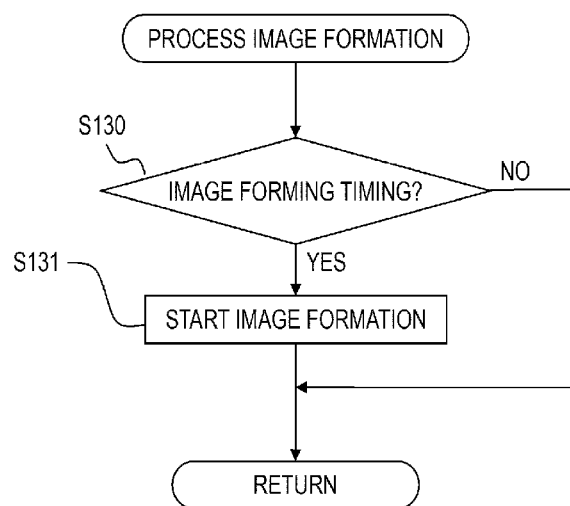 PROCESS IMAGE FORMATION
S130
IMAGE FORMING TIMING?
NO
YES
S131
START IMAGE FORMATION
RETURN